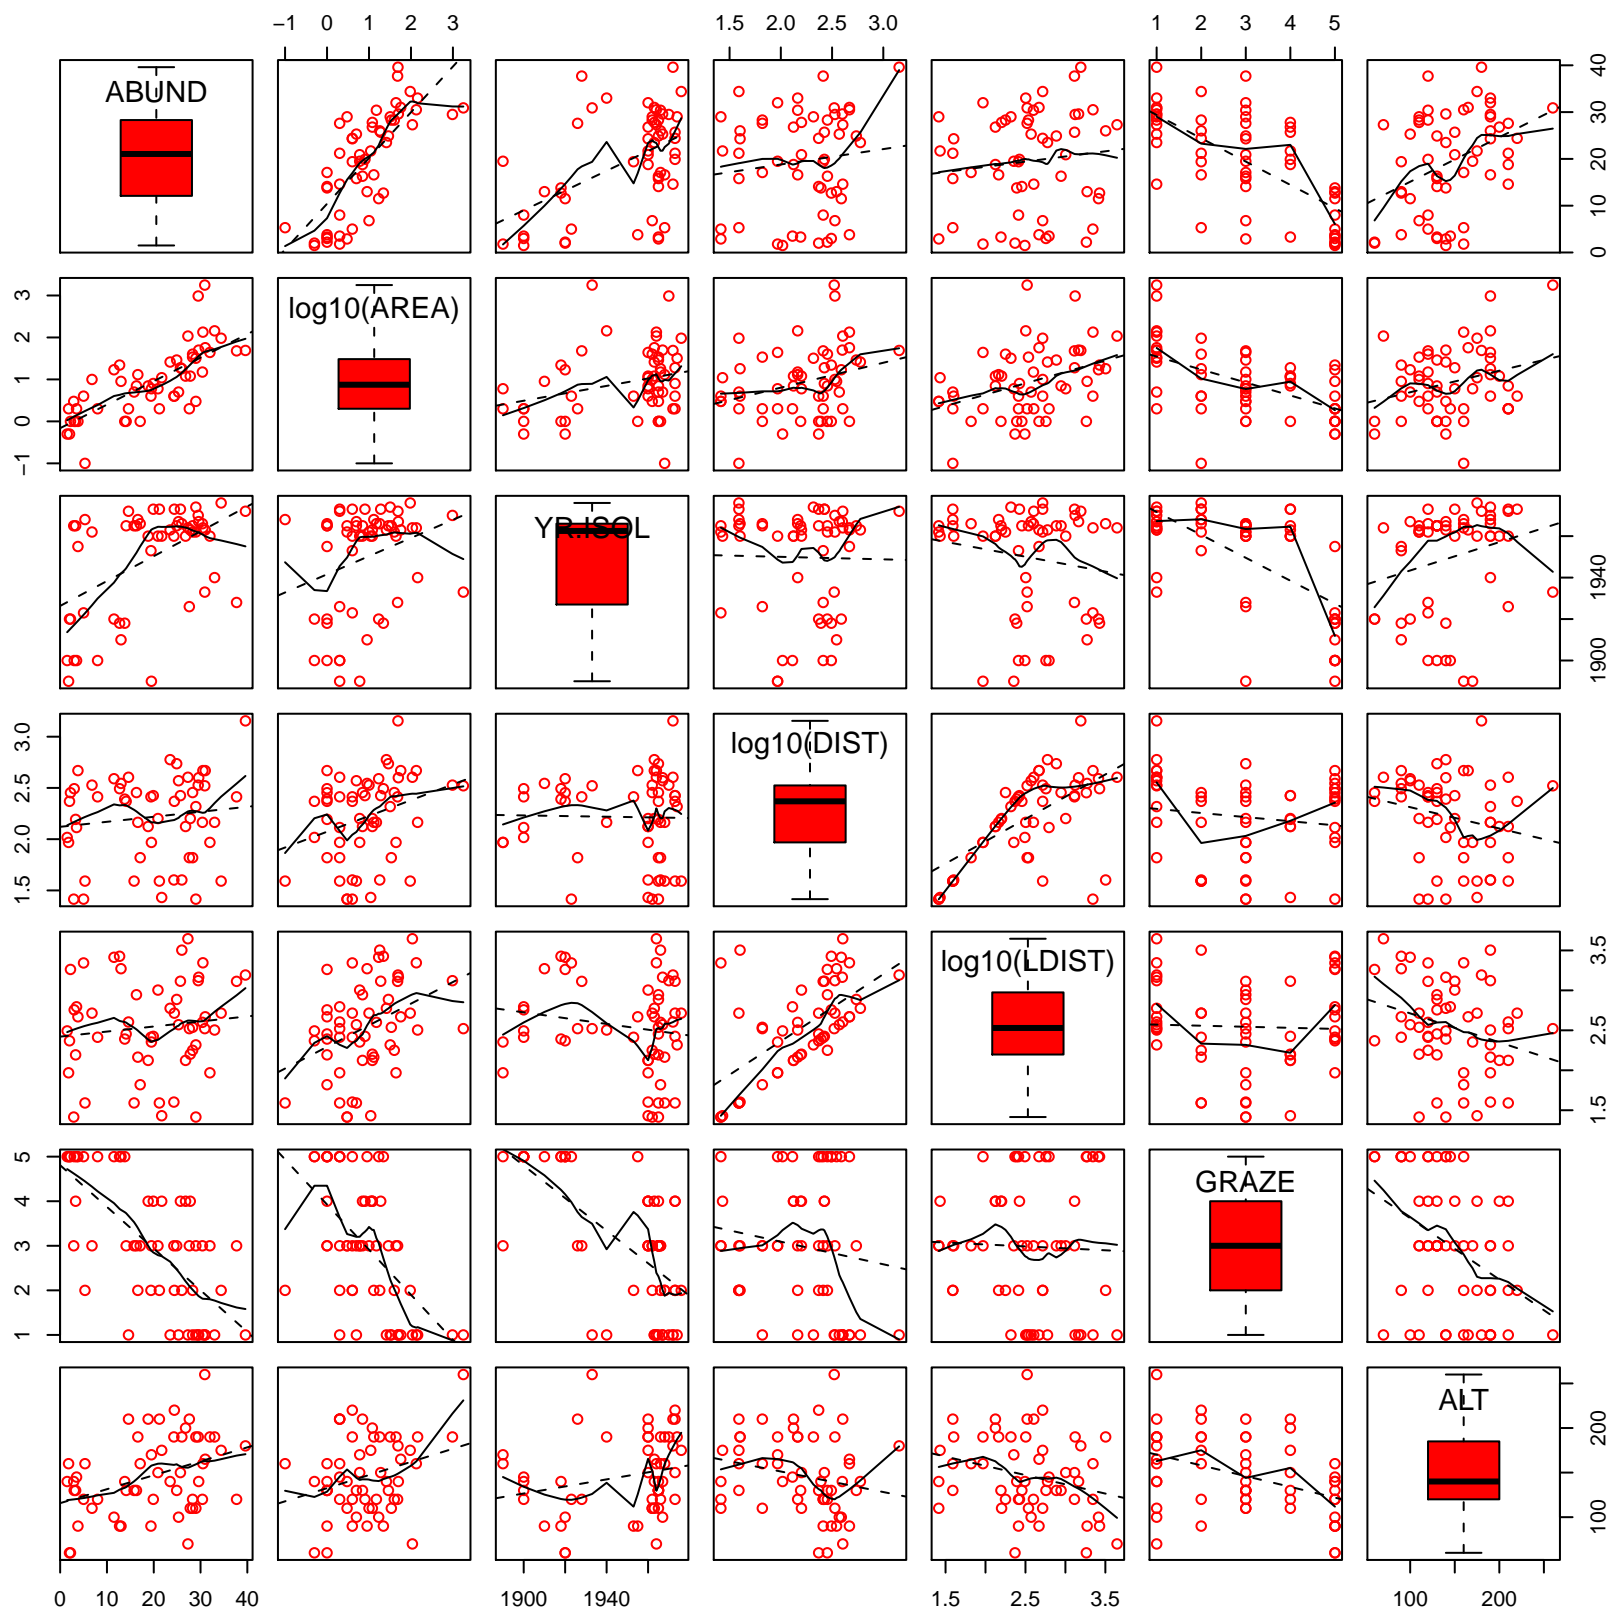 −1 0 1 2 3 1.5 2.0 2.5 3.0 1 2 3 4 5
ABUND
0 10 20 30 40
log10(AREA)
−1 0 1 2 3
YR.ISOL
1900 1940
log10(DIST)
1.5 2.0 2.5 3.0
log10(LDIST)
1.5 2.5 3.5
GRAZE
1 2 3 4 5
ALT
100 200
0 10 20 30 40 1900 1940 1.5 2.5 3.5 100 200